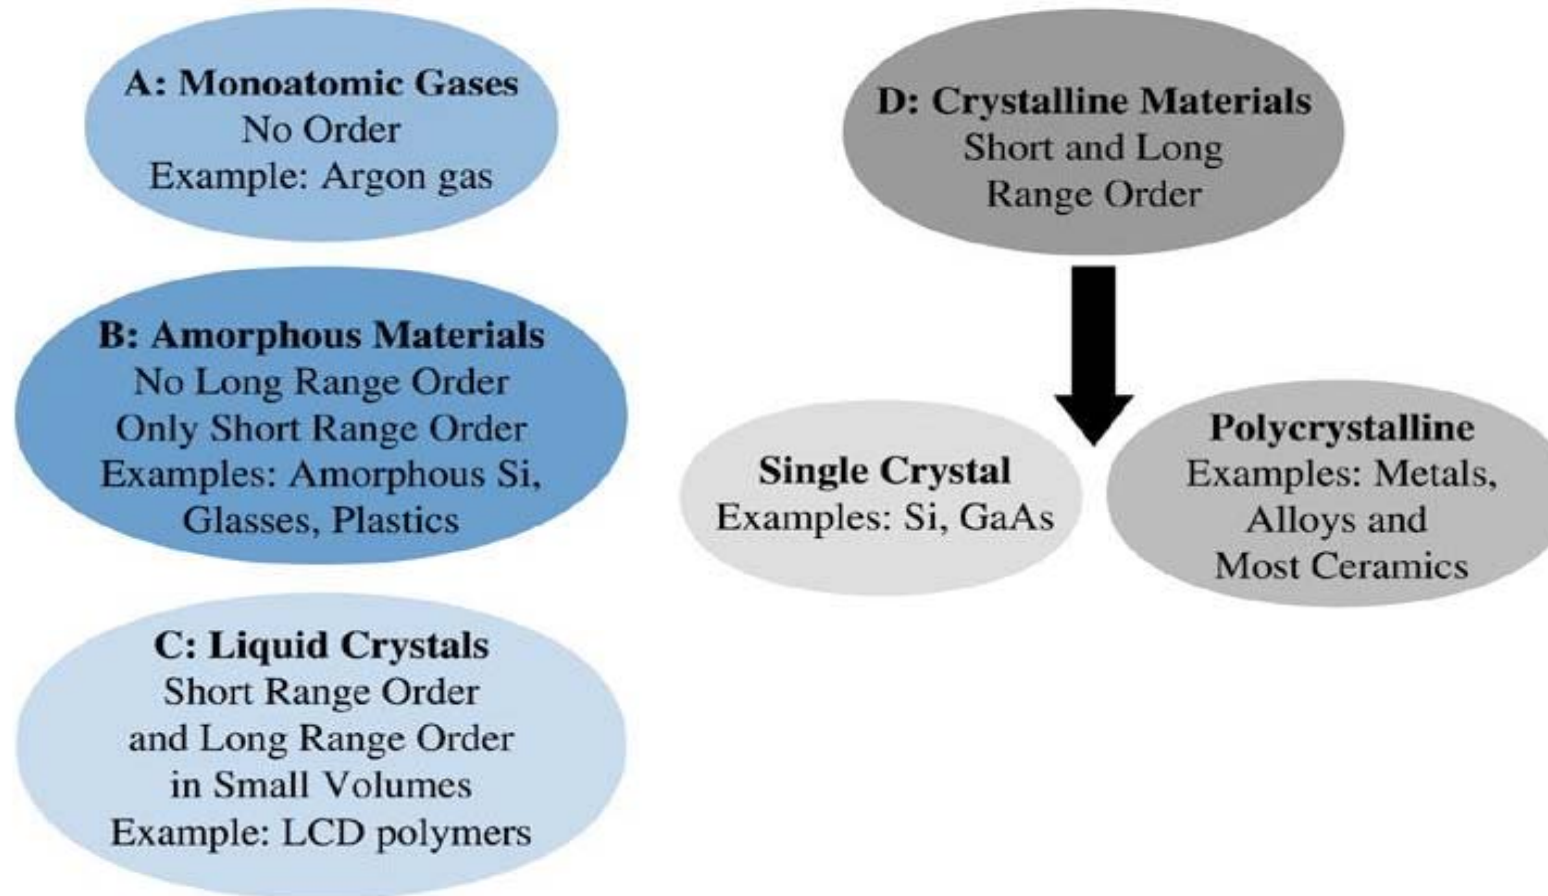 A: Monoatomic Gases
No Order
Example: Argon gas
B: Amorphous Materials
No Long Range Order
Only Short Range Order
Examples: Amorphous Si,
Glasses, Plastics
C: Liquid Crystals
Short Range Order
and Long Range Order
in Small Volumes
Example: LCD polymers
D: Crystalline Materials
Short and Long
Range Order
Single Crystal
Examples: Si, GaAs
Polycrystalline
Examples: Metals,
Alloys and
Most Ceramics